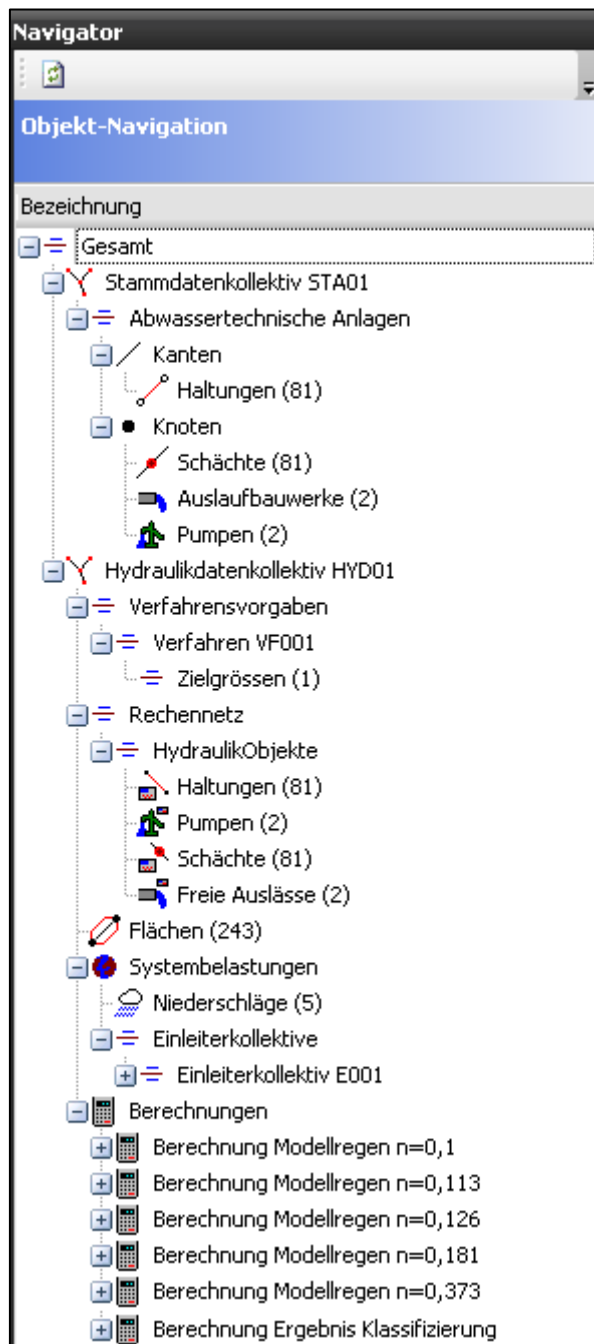 Navigator
Objekt-Navigation
Bezeichnung
Gesamt
Stammdatenkollektiv STA01
Abwassertechnische Anlagen
Kanten
Haltungen (81)
Knoten
Schächte (81)
Auslaufbauwerke (2)
Pumpen (2)
Hydraulikdatenkollektiv HYD01
Verfahrensvorgaben
Verfahren VF001
Zielgrössen (1)
Rechennetz
HydraulikObjekte
Haltungen (81)
Pumpen (2)
Schächte (81)
Freie Auslässe (2)
Flächen (243)
Systembelastungen
Niederschläge (5)
Einleiterkollektive
Einleiterkollektiv E001
Berechnungen
Berechnung Modellregen n=0,1
Berechnung Modellregen n=0,113
Berechnung Modellregen n=0,126
Berechnung Modellregen n=0,181
Berechnung Modellregen n=0,373
Berechnung Ergebnis Klassifizierung